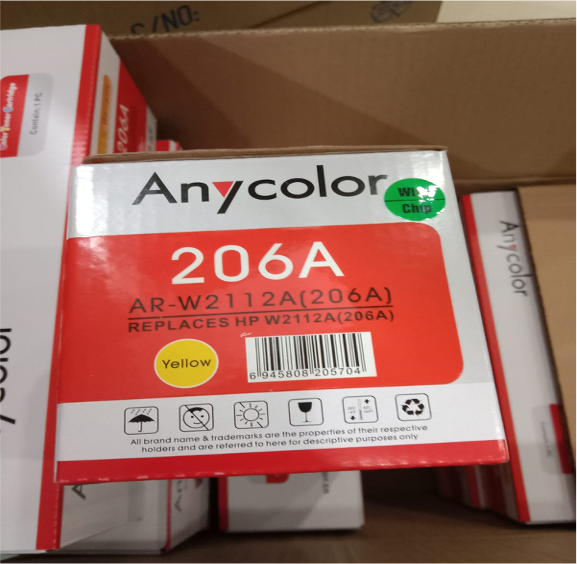 C/NO:
Contain:1 PC
206A
Anycolor
With
Chip
206A
AR-W2112A(206A)
REPLACES HP W2112A(206A)
Yellow
6 945808 205704
All brand name & trademarks are the properties of their respective
holders and are referred to here for descriptive purposes only
Anycolor